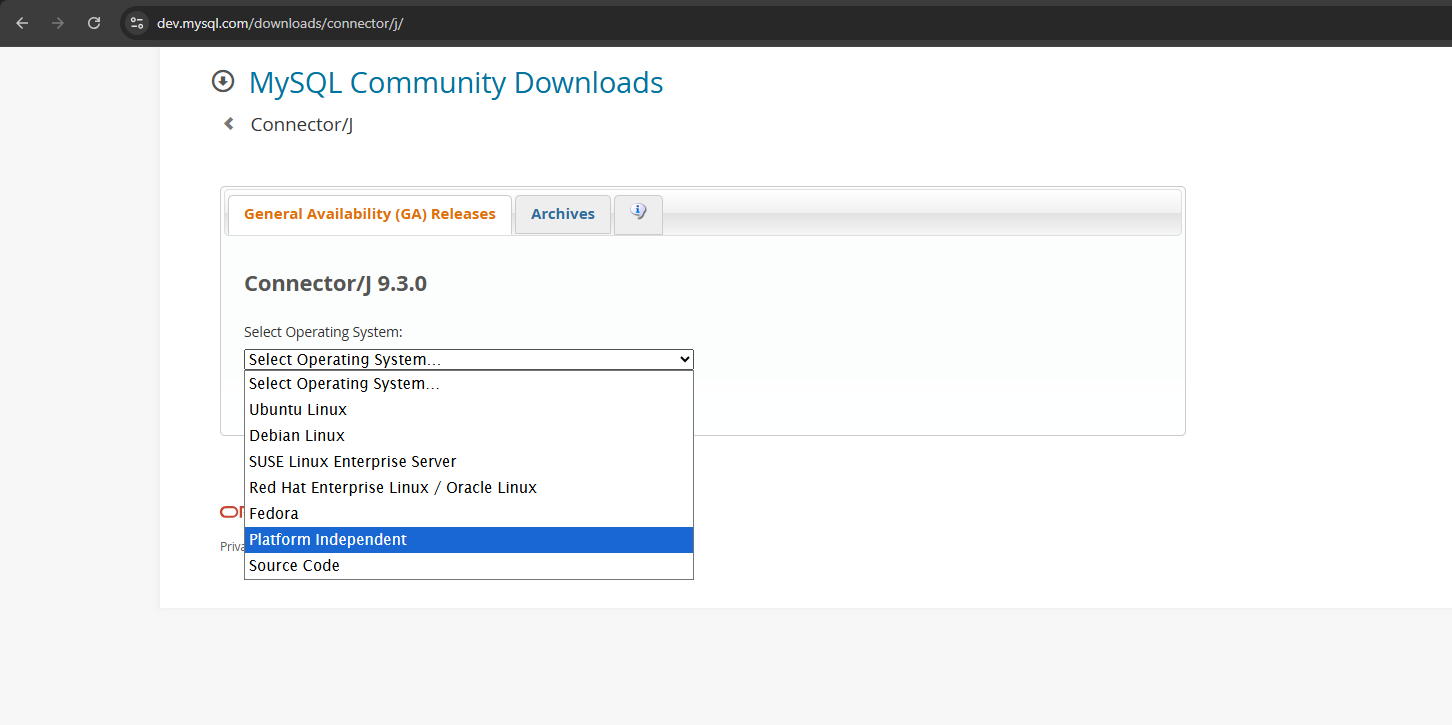 dev.mysql.com/downloads/connector/j/
MySQL Community Downloads
Connector/J
General Availability (GA) Releases
Archives
Connector/J 9.3.0
Select Operating System:
Select Operating System...
Select Operating System...
Ubuntu Linux
Debian Linux
SUSE Linux Enterprise Server
Red Hat Enterprise Linux / Oracle Linux
Fedora
Platform Independent
Source Code